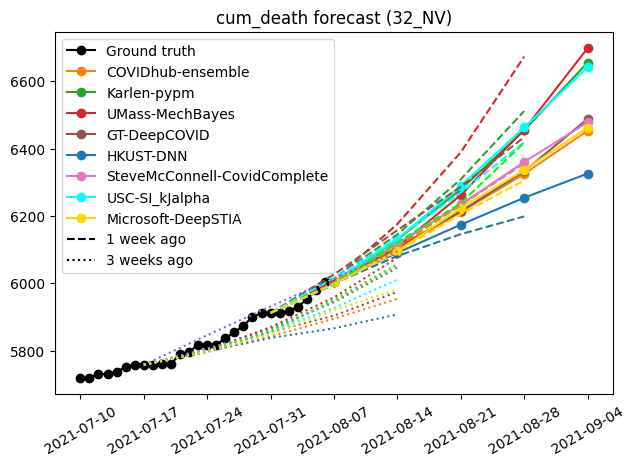 cum_death forecast (32_NV)
Ground truth
COVIDhub-ensemble
Karlen-pypm
UMass-MechBayes
GT-DeepCOVID
HKUST-DNN
SteveMcConnell-CovidComplete
USC-SI_kJalpha
Microsoft-DeepSTIA
1 week ago
3 weeks ago
6600
6400
6200
6000
5800
2021-07-10
2021-07-17
2021-07-24
2021-07-31
2021-08-07
2021-08-14
2021-08-21
2021-08-28
2021-09-04